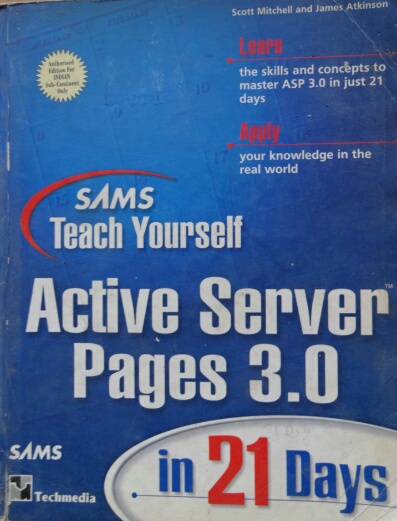 Scott Mitchell and James Atkinson
Authorized
Edition For
INDIAN
Sub-Continent
Only
Learn
the skills and concepts to
master ASP 3.0 in just 21
days
Apply
your knowledge in the
real world
SAMS
Teach Yourself
Active Server™
Pages 3.0
in 21 Days
SAMS
Techmedia